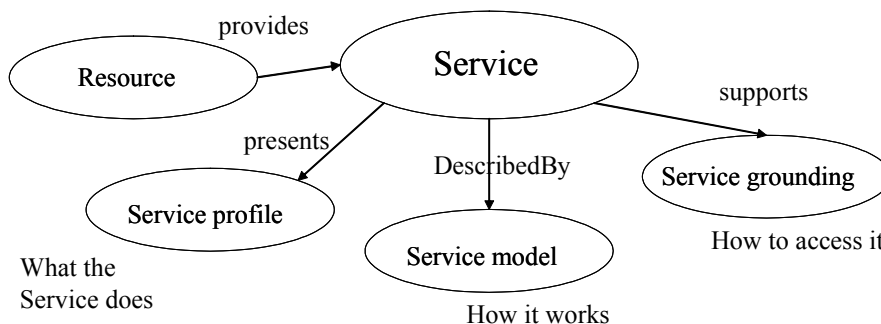 provides
Resource
Service
supports
presents
DescribedBy
Service grounding
Service profile
How to access it
Service model
What the
Service does
How it works